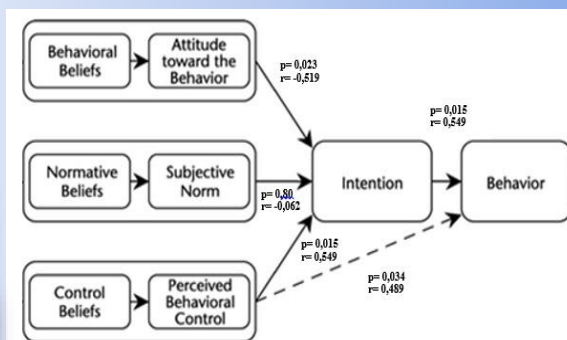 Behavioral
Beliefs
Attitude
toward the
Behavior
p= 0,023
r= -0,519
p= 0,015
r= 0,549
Normative
Beliefs
Subjective
Norm
p= 0,80
r= -0,062
Intention
Behavior
p= 0,015
r= 0,549
p= 0,034
r= 0,489
Control
Beliefs
Perceived
Behavioral
Control